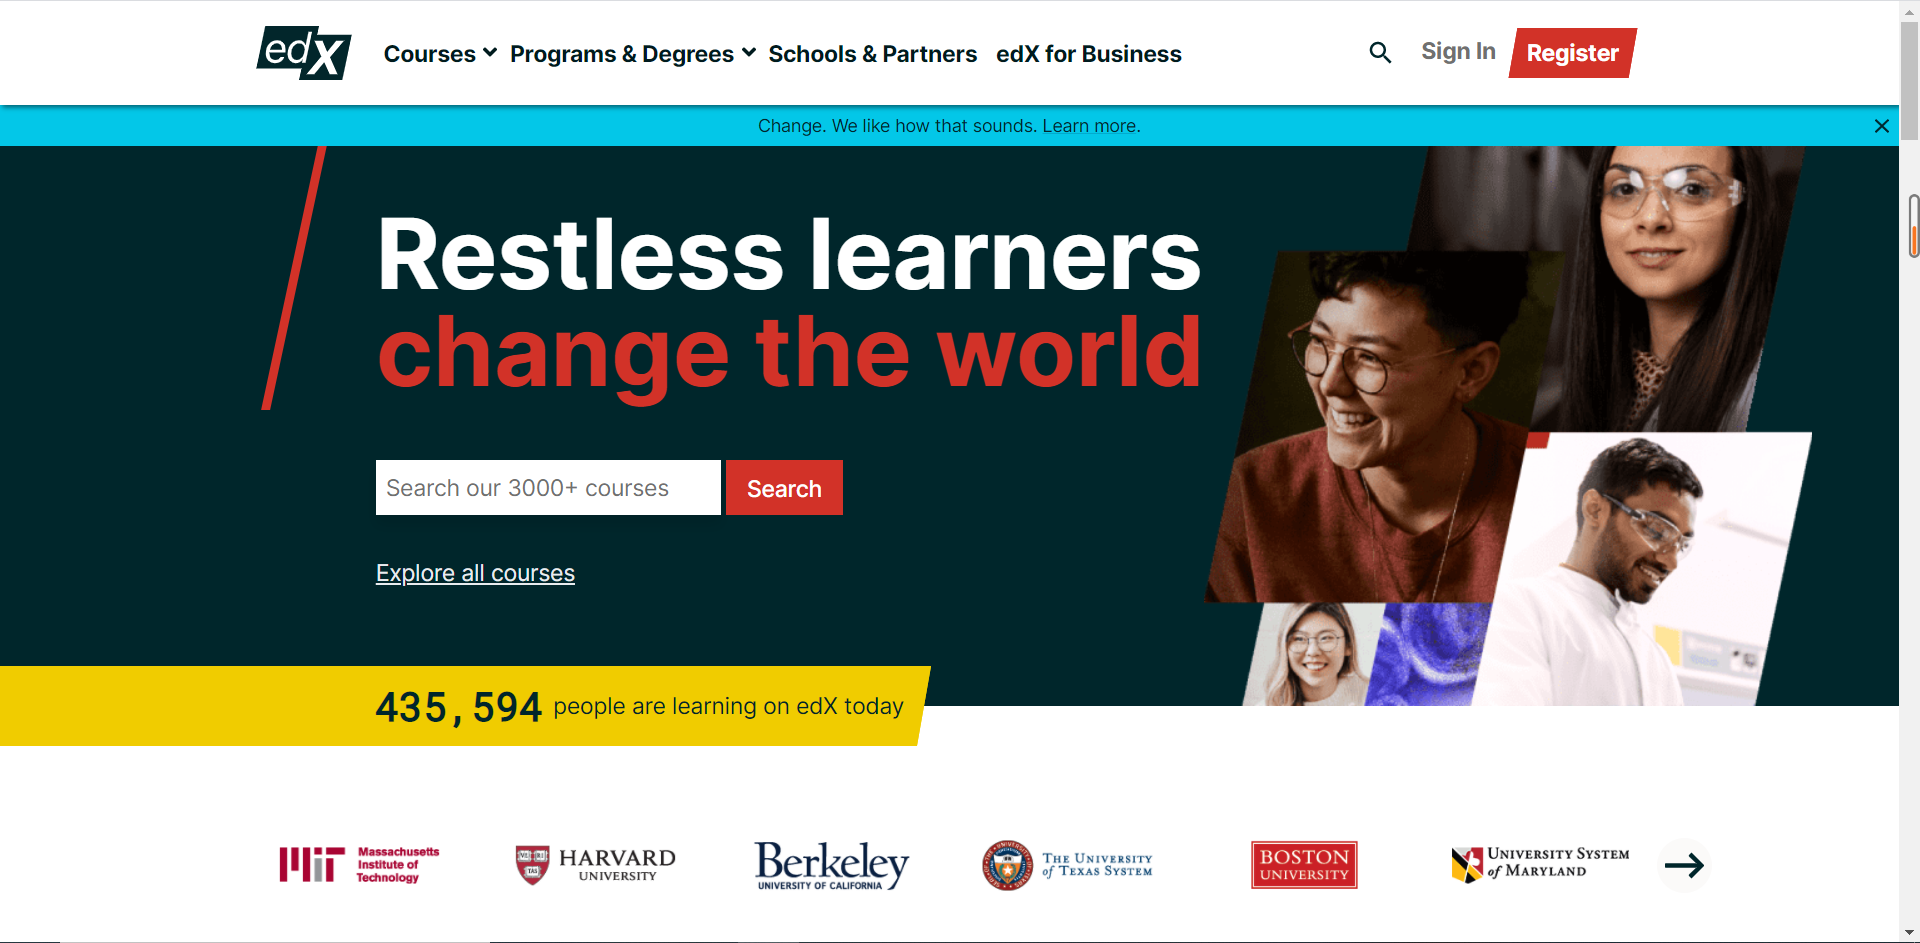 edX
Courses
Programs & Degrees
Schools & Partners
edX for Business
Sign In
Register
Change. We like how that sounds. Learn more.
Restless learners
change the world
Search our 3000+ courses
Search
Explore all courses
435,594 people are learning on edX today
MIT
Massachusetts
Institute of
Technology
VE RI
TAS
HARVARD
UNIVERSITY
Berkeley
UNIVERSITY OF CALIFORNIA
THE UNIVERSITY
of TEXAS SYSTEM
BOSTON
UNIVERSITY
UNIVERSITY SYSTEM
of MARYLAND